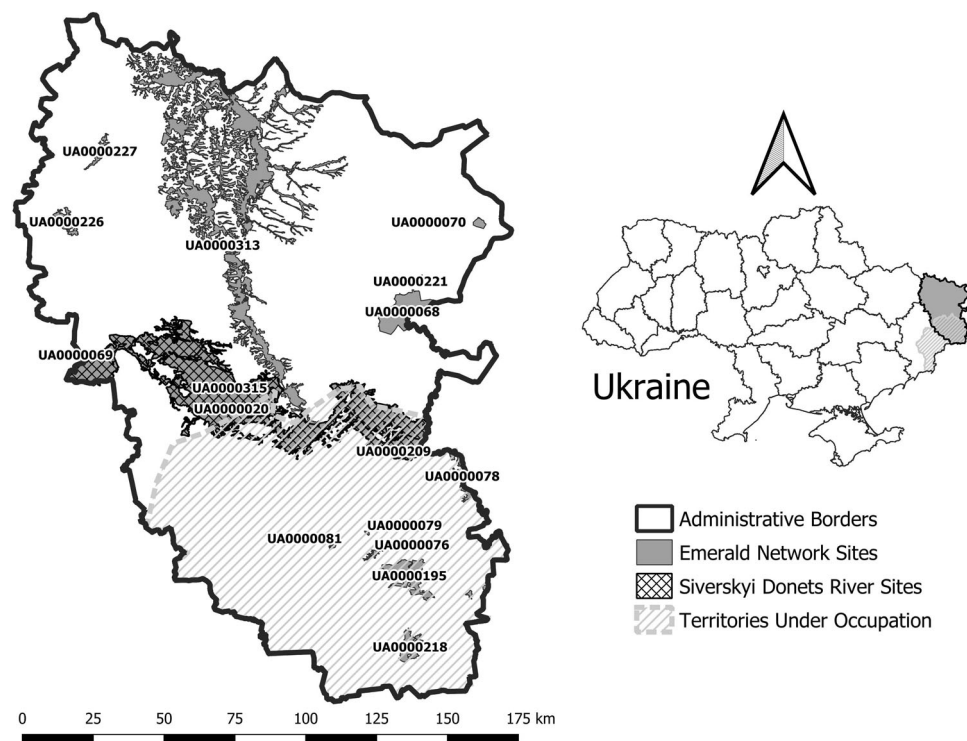 UA0000227
UA0000226
UA0000070
UA0000313
UA0000221
UA0000068
UA0000069
UA0000315
UA0000020
UA0000209
UA0000078
UA0000079
UA0000081
UA0000076
UA0000195
UA0000218
0 25 50 75 100 125 150 175 km
Ukraine
Administrative Borders
Emerald Network Sites
Siverskyi Donets River Sites
Territories Under Occupation